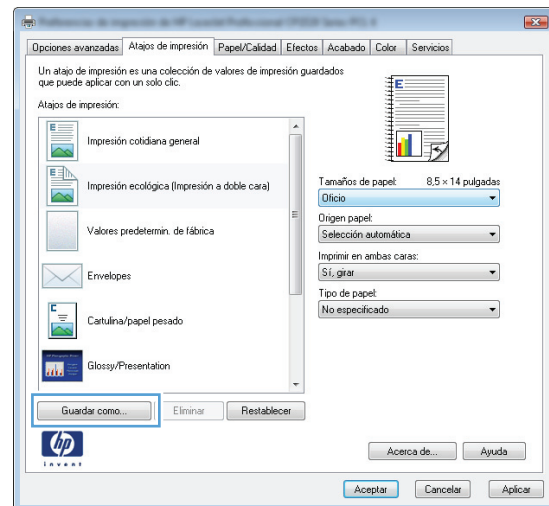 Opciones avanzadas Atajos de impresión Papel/Calidad Efectos Acabado Color Servicios
Un atajo de impresión es una colección de valores de impresión guardados
que puede aplicar con un solo clic.
Atajos de impresión:
Impresión cotidiana general
Impresión ecológica (Impresión a doble cara)
Valores predetermin. de fábrica
Envelopes
Cartulina/papel pesado
Glossy/Presentation
Guardar como... Eliminar Restablecer
E
Tamaños de papel: 8,5 × 14 pulgadas
Oficio
Origen papel:
Selección automática
Imprimir en ambas caras:
Sí, girar
Tipo de papel:
No especificado
hp
invent
Acerca de... Ayuda
Aceptar Cancelar Aplicar